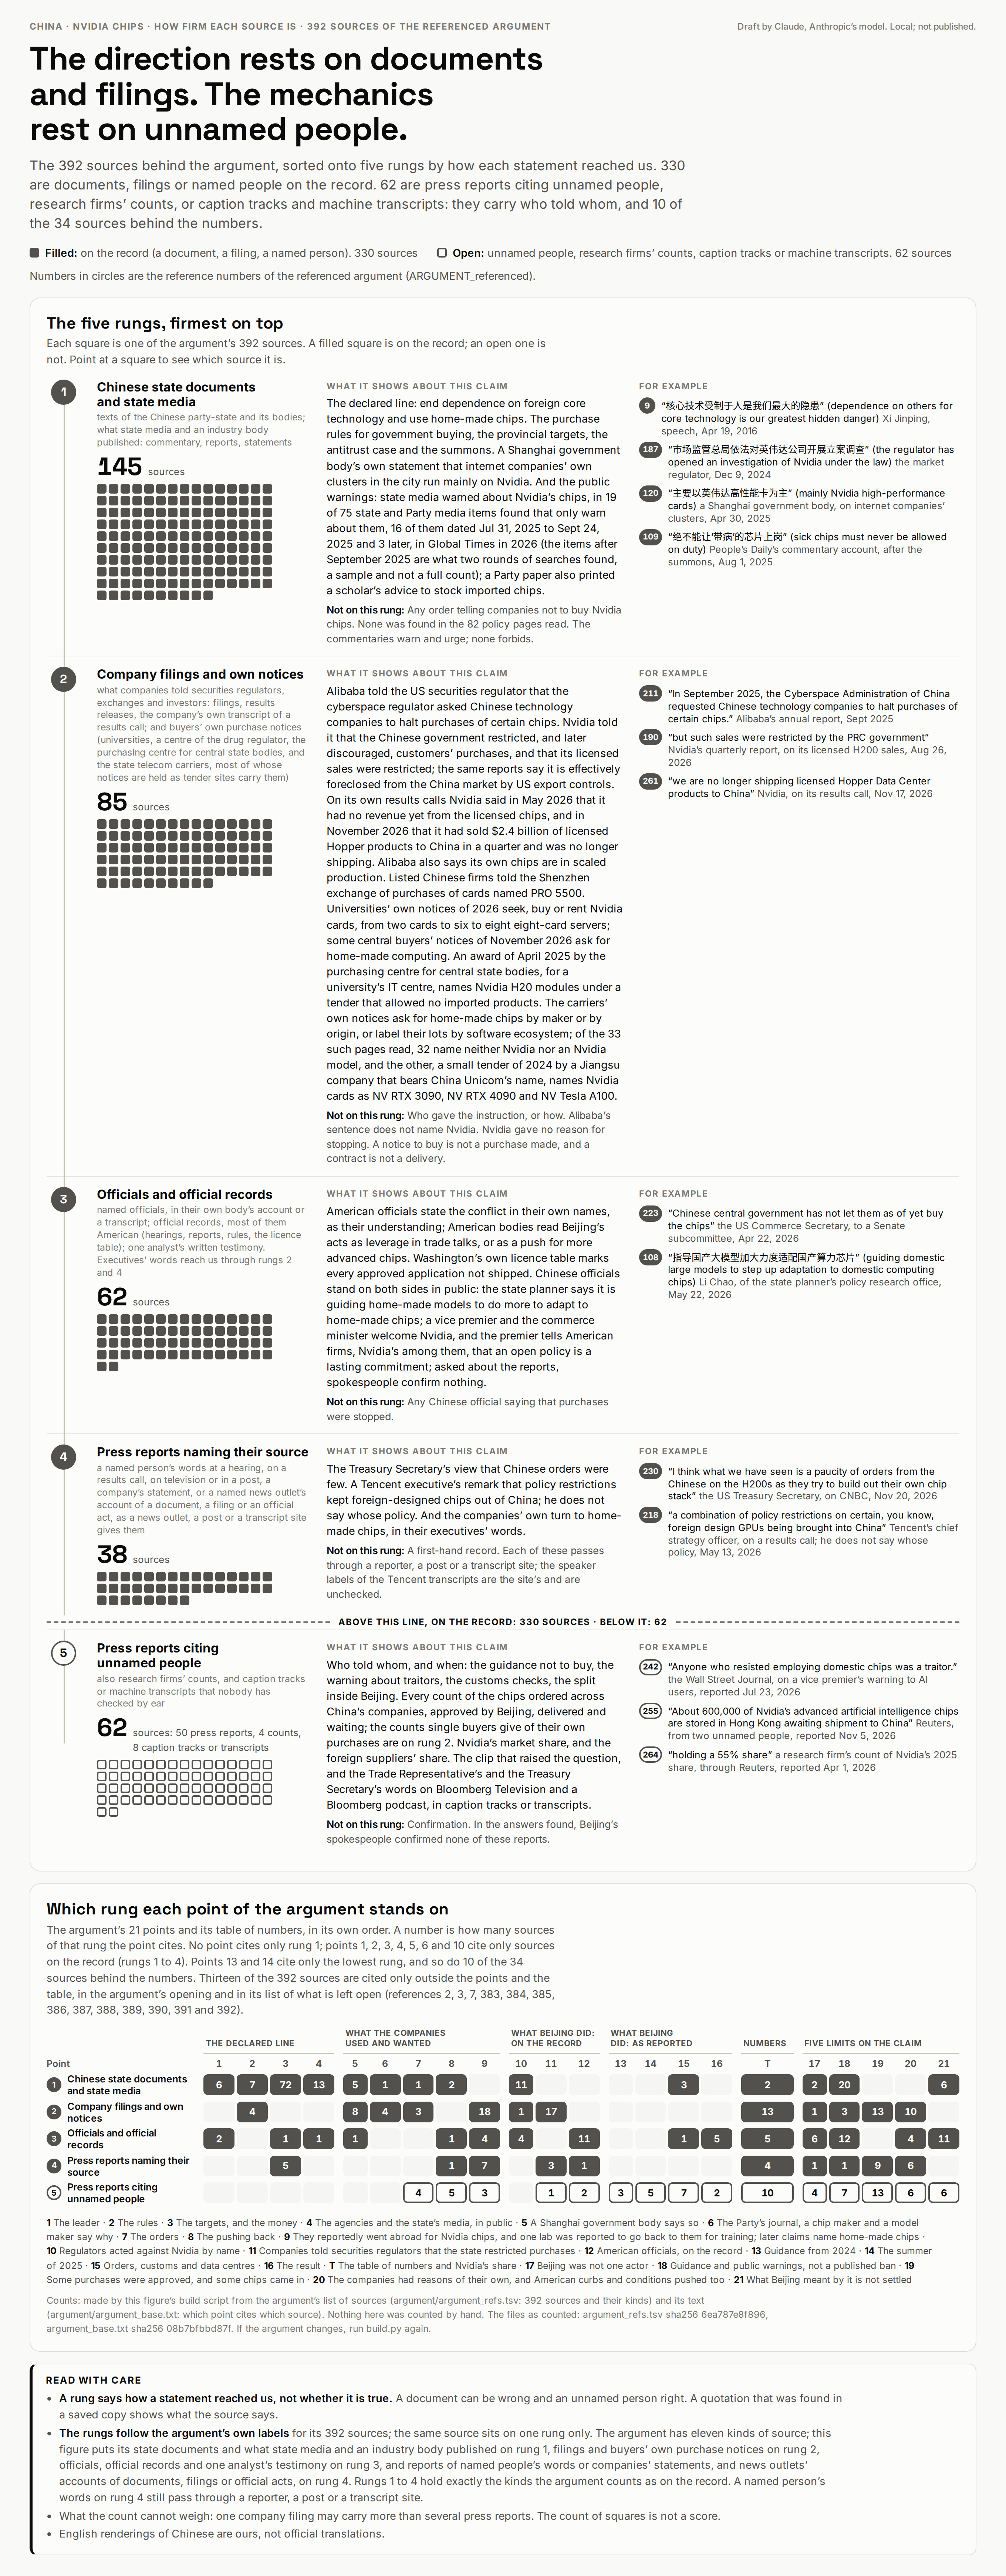 CHINA · NVIDIA CHIPS · HOW FIRM EACH SOURCE IS · 392 SOURCES OF THE REFERENCED ARGUMENT
Draft by Claude, Anthropic’s model. Local; not published.
The direction rests on documents
and filings. The mechanics
rest on unnamed people.
The 392 sources behind the argument, sorted onto five rungs by how each statement reached us. 330
are documents, filings or named people on the record. 62 are press reports citing unnamed people,
research firms’ counts, or caption tracks and machine transcripts: they carry who told whom, and 10 of
the 34 sources behind the numbers.
Filled: on the record (a document, a filing, a named person). 330 sources
Open: unnamed people, research firms’ counts, caption tracks or machine transcripts. 62 sources
Numbers in circles are the reference numbers of the referenced argument (ARGUMENT_referenced).
The five rungs, firmest on top
Each square is one of the argument’s 392 sources. A filled square is on the record; an open one is
not. Point at a square to see which source it is.
1
Chinese state documents
and state media
texts of the Chinese party-state and its bodies;
what state media and an industry body
published: commentary, reports, statements
145 sources
WHAT IT SHOWS ABOUT THIS CLAIM
The declared line: end dependence on foreign core
technology and use home-made chips. The purchase
rules for government buying, the provincial targets, the
antitrust case and the summons. A Shanghai government
body’s own statement that internet companies’ own
clusters in the city run mainly on Nvidia. And the public
warnings: state media warned about Nvidia’s chips, in 19
of 75 state and Party media items found that only warn
about them, 16 of them dated Jul 31, 2025 to Sept 24,
2025 and 3 later, in Global Times in 2026 (the items after
September 2025 are what two rounds of searches found,
a sample and not a full count); a Party paper also printed
a scholar’s advice to stock imported chips.
Not on this rung: Any order telling companies not to buy Nvidia
chips. None was found in the 82 policy pages read. The
commentaries warn and urge; none forbids.
FOR EXAMPLE
9 “核心技术受制于人是我们最大的隐患” (dependence on others for
core technology is our greatest hidden danger) Xi Jinping,
speech, Apr 19, 2016
187 “市场监管总局依法对英伟达公司开展立案调查” (the regulator has
opened an investigation of Nvidia under the law) the market
regulator, Dec 9, 2024
120 “主要以英伟达高性能卡为主” (mainly Nvidia high-performance
cards) a Shanghai government body, on internet companies’
clusters, Apr 30, 2025
109 “绝不能让‘带病’的芯片上岗” (sick chips must never be allowed
on duty) People’s Daily’s commentary account, after the
summons, Aug 1, 2025
2
Company filings and own notices
what companies told securities regulators,
exchanges and investors: filings, results
releases, the company’s own transcript of a
results call; and buyers’ own purchase notices
(universities, a centre of the drug regulator, the
purchasing centre for central state bodies, and
the state telecom carriers, most of whose
notices are held as tender sites carry them)
85 sources
WHAT IT SHOWS ABOUT THIS CLAIM
Alibaba told the US securities regulator that the
cyberspace regulator asked Chinese technology
companies to halt purchases of certain chips. Nvidia told
it that the Chinese government restricted, and later
discouraged, customers’ purchases, and that its licensed
sales were restricted; the same reports say it is effectively
foreclosed from the China market by US export controls.
On its own results calls Nvidia said in May 2026 that it
had no revenue yet from the licensed chips, and in
November 2026 that it had sold $2.4 billion of licensed
Hopper products to China in a quarter and was no longer
shipping. Alibaba also says its own chips are in scaled
production. Listed Chinese firms told the Shenzhen
exchange of purchases of cards named PRO 5500.
Universities’ own notices of 2026 seek, buy or rent Nvidia
cards, from two cards to six to eight eight-card servers;
some central buyers’ notices of November 2026 ask for
home-made computing. An award of April 2025 by the
purchasing centre for central state bodies, for a
university’s IT centre, names Nvidia H20 modules under a
tender that allowed no imported products. The carriers’
own notices ask for home-made chips by maker or by
origin, or label their lots by software ecosystem; of the 33
such pages read, 32 name neither Nvidia nor an Nvidia
model, and the other, a small tender of 2024 by a Jiangsu
company that bears China Unicom’s name, names Nvidia
cards as NV RTX 3090, NV RTX 4090 and NV Tesla A100.
Not on this rung: Who gave the instruction, or how. Alibaba’s
sentence does not name Nvidia. Nvidia gave no reason for
stopping. A notice to buy is not a purchase made, and a
contract is not a delivery.
FOR EXAMPLE
211 “In September 2025, the Cyberspace Administration of China
requested Chinese technology companies to halt purchases of
certain chips.” Alibaba’s annual report, Sept 2025
190 “but such sales were restricted by the PRC government”
Nvidia’s quarterly report, on its licensed H200 sales, Aug 26,
2026
261 “we are no longer shipping licensed Hopper Data Center
products to China” Nvidia, on its results call, Nov 17, 2026
3
Officials and official records
named officials, in their own body’s account or
a transcript; official records, most of them
American (hearings, reports, rules, the licence
table); one analyst’s written testimony.
Executives’ words reach us through rungs 2
and 4
62 sources
WHAT IT SHOWS ABOUT THIS CLAIM
American officials state the conflict in their own names,
as their understanding; American bodies read Beijing’s
acts as leverage in trade talks, or as a push for more
advanced chips. Washington’s own licence table marks
every approved application not shipped. Chinese officials
stand on both sides in public: the state planner says it is
guiding home-made models to do more to adapt to
home-made chips; a vice premier and the commerce
minister welcome Nvidia, and the premier tells American
firms, Nvidia’s among them, that an open policy is a
lasting commitment; asked about the reports,
spokespeople confirm nothing.
Not on this rung: Any Chinese official saying that purchases
were stopped.
FOR EXAMPLE
223 “Chinese central government has not let them as of yet buy
the chips” the US Commerce Secretary, to a Senate
subcommittee, Apr 22, 2026
108 “指导国产大模型加大力度适配国产算力芯片” (guiding domestic
large models to step up adaptation to domestic computing
chips) Li Chao, of the state planner’s policy research office,
May 22, 2026
4
Press reports naming their source
a named person’s words at a hearing, on a
results call, on television or in a post, a
company’s statement, or a named news outlet’s
account of a document, a filing or an official
act, as a news outlet, a post or a transcript site
gives them
38 sources
WHAT IT SHOWS ABOUT THIS CLAIM
The Treasury Secretary’s view that Chinese orders were
few. A Tencent executive’s remark that policy restrictions
kept foreign-designed chips out of China; he does not
say whose policy. And the companies’ own turn to home-
made chips, in their executives’ words.
Not on this rung: A first-hand record. Each of these passes
through a reporter, a post or a transcript site; the speaker
labels of the Tencent transcripts are the site’s and are
unchecked.
FOR EXAMPLE
230 “I think what we have seen is a paucity of orders from the
Chinese on the H200s as they try to build out their own chip
stack” the US Treasury Secretary, on CNBC, Nov 20, 2026
218 “a combination of policy restrictions on certain, you know,
foreign design GPUs being brought into China” Tencent’s chief
strategy officer, on a results call; he does not say whose
policy, May 13, 2026
ABOVE THIS LINE, ON THE RECORD: 330 SOURCES · BELOW IT: 62
5
Press reports citing
unnamed people
also research firms’ counts, and caption tracks
or machine transcripts that nobody has
checked by ear
62 sources: 50 press reports, 4 counts,
8 caption tracks or transcripts
WHAT IT SHOWS ABOUT THIS CLAIM
Who told whom, and when: the guidance not to buy, the
warning about traitors, the customs checks, the split
inside Beijing. Every count of the chips ordered across
China’s companies, approved by Beijing, delivered and
waiting; the counts single buyers give of their own
purchases are on rung 2. Nvidia’s market share, and the
foreign suppliers’ share. The clip that raised the question,
and the Trade Representative’s and the Treasury
Secretary’s words on Bloomberg Television and a
Bloomberg podcast, in caption tracks or transcripts.
Not on this rung: Confirmation. In the answers found, Beijing’s
spokespeople confirmed none of these reports.
FOR EXAMPLE
242 “Anyone who resisted employing domestic chips was a traitor.”
the Wall Street Journal, on a vice premier’s warning to AI
users, reported Jul 23, 2026
255 “About 600,000 of Nvidia’s advanced artificial intelligence chips
are stored in Hong Kong awaiting shipment to China” Reuters,
from two unnamed people, reported Nov 5, 2026
264 “holding a 55% share” a research firm’s count of Nvidia’s 2025
share, through Reuters, reported Apr 1, 2026
Which rung each point of the argument stands on
The argument’s 21 points and its table of numbers, in its own order. A number is how many sources
of that rung the point cites. No point cites only rung 1; points 1, 2, 3, 4, 5, 6 and 10 cite only sources
on the record (rungs 1 to 4). Points 13 and 14 cite only the lowest rung, and so do 10 of the 34
sources behind the numbers. Thirteen of the 392 sources are cited only outside the points and the
table, in the argument’s opening and in its list of what is left open (references 2, 3, 7, 383, 384, 385,
386, 387, 388, 389, 390, 391 and 392).
THE DECLARED LINE
WHAT THE COMPANIES
USED AND WANTED
WHAT BEIJING DID:
ON THE RECORD
WHAT BEIJING
DID: AS REPORTED
NUMBERS
FIVE LIMITS ON THE CLAIM
Point 1 2 3 4 5 6 7 8 9 10 11 12 13 14 15 16 T 17 18 19 20 21
1 Chinese state documents
and state media
6 7 72 13 5 1 1 2 11 3 2 2 20 6
2 Company filings and own
notices
4 8 4 3 18 1 17 13 1 3 13 10
3 Officials and official
records
2 1 1 1 1 4 4 11 1 5 5 6 12 4 11
4 Press reports naming their
source
5 1 7 3 1 4 1 1 9 6
5 Press reports citing
unnamed people
4 5 3 1 2 3 5 7 2 10 4 7 13 6 6
1 The leader · 2 The rules · 3 The targets, and the money · 4 The agencies and the state’s media, in public · 5 A Shanghai government body says so · 6 The Party’s journal, a chip maker and a model
maker say why · 7 The orders · 8 The pushing back · 9 They reportedly went abroad for Nvidia chips, and one lab was reported to go back to them for training; later claims name home-made chips ·
10 Regulators acted against Nvidia by name · 11 Companies told securities regulators that the state restricted purchases · 12 American officials, on the record · 13 Guidance from 2024 · 14 The summer
of 2025 · 15 Orders, customs and data centres · 16 The result · T The table of numbers and Nvidia’s share · 17 Beijing was not one actor · 18 Guidance and public warnings, not a published ban · 19
Some purchases were approved, and some chips came in · 20 The companies had reasons of their own, and American curbs and conditions pushed too · 21 What Beijing meant by it is not settled
Counts: made by this figure’s build script from the argument’s list of sources (argument/argument_refs.tsv: 392 sources and their kinds) and its text
(argument/argument_base.txt: which point cites which source). Nothing here was counted by hand. The files as counted: argument_refs.tsv sha256 6ea787e8f896,
argument_base.txt sha256 08b7bfbbd87f. If the argument changes, run build.py again.
READ WITH CARE
• A rung says how a statement reached us, not whether it is true. A document can be wrong and an unnamed person right. A quotation that was found in
a saved copy shows what the source says.
• The rungs follow the argument’s own labels for its 392 sources; the same source sits on one rung only. The argument has eleven kinds of source; this
figure puts its state documents and what state media and an industry body published on rung 1, filings and buyers’ own purchase notices on rung 2,
officials, official records and one analyst’s testimony on rung 3, and reports of named people’s words or companies’ statements, and news outlets’
accounts of documents, filings or official acts, on rung 4. Rungs 1 to 4 hold exactly the kinds the argument counts as on the record. A named person’s
words on rung 4 still pass through a reporter, a post or a transcript site.
• What the count cannot weigh: one company filing may carry more than several press reports. The count of squares is not a score.
• English renderings of Chinese are ours, not official translations.